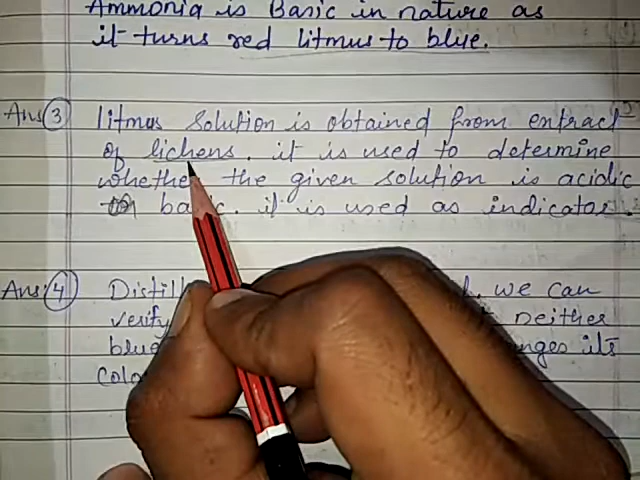 Ammonia is Basic in nature as
it turns red litmus to blue.
Ans 3 litmus solution is obtained from extracts
of lichens. it is used to determine
whether the given solution is acidic
or basic. it is used as indicator.
Ans: 4 Distill we can
verify neither
blue nges its
Colo